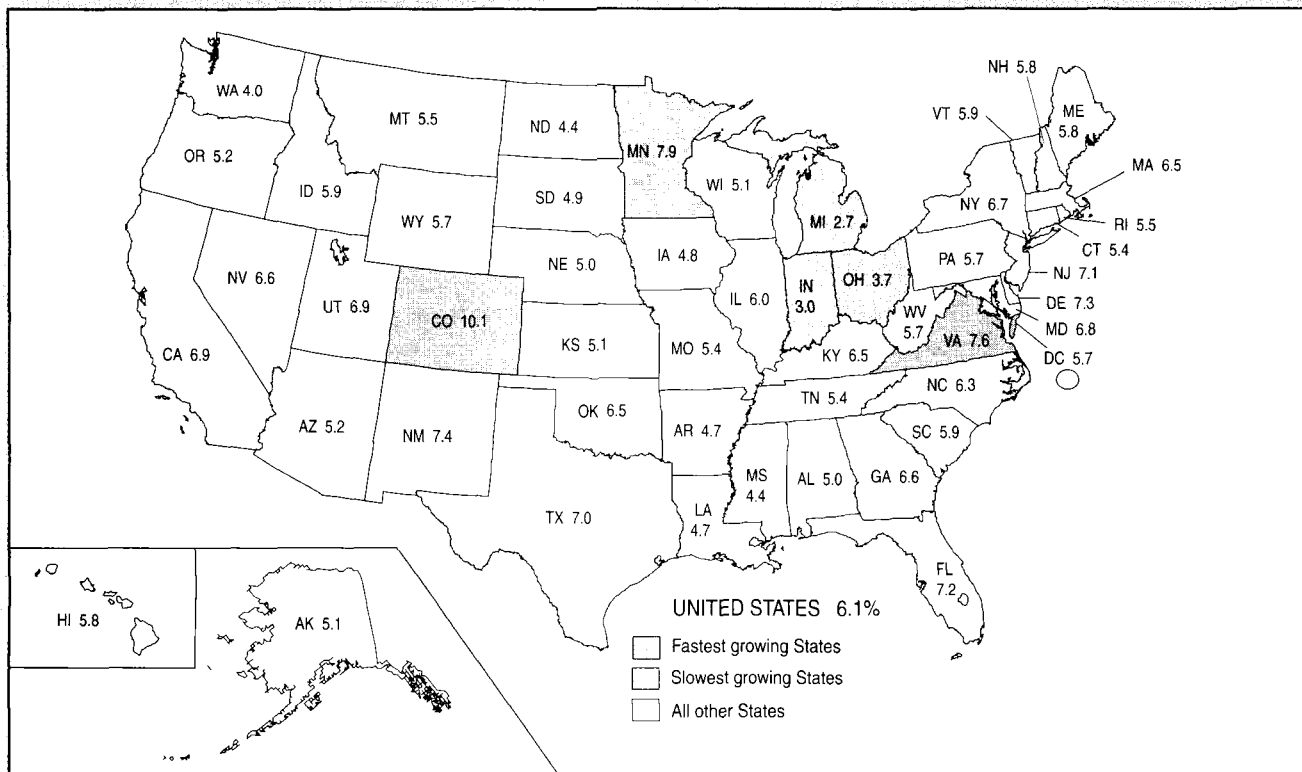 NH 5.8
VT 5.9
ME
5.8
WA 4.0
MT 5.5
ND 4.4
MN 7.9
MA 6.5
OR 5.2
WI 5.1
ID 5.9
SD 4.9
NY 6.7
WY 5.7
MI 2.7
RI 5.5
CT 5.4
NE 5.0
IA 4.8
PA 5.7
NJ 7.1
NV 6.6
UT 6.9
IL 6.0
IN
3.0
OH 3.7
DE 7.3
CO 10.1
WV
5.7
MD 6.8
VA 7.6
DC 5.7
CA 6.9
KS 5.1
MO 5.4
KY 6.5
NC 6.3
TN 5.4
OK 6.5
AZ 5.2
NM 7.4
AR 4.7
SC 5.9
MS
4.4
AL 5.0
GA 6.6
TX 7.0
LA
4.7
FL
7.2
HI 5.8
AK 5.1
UNITED STATES 6.1%
Fastest growing States
Slowest growing States
All other States